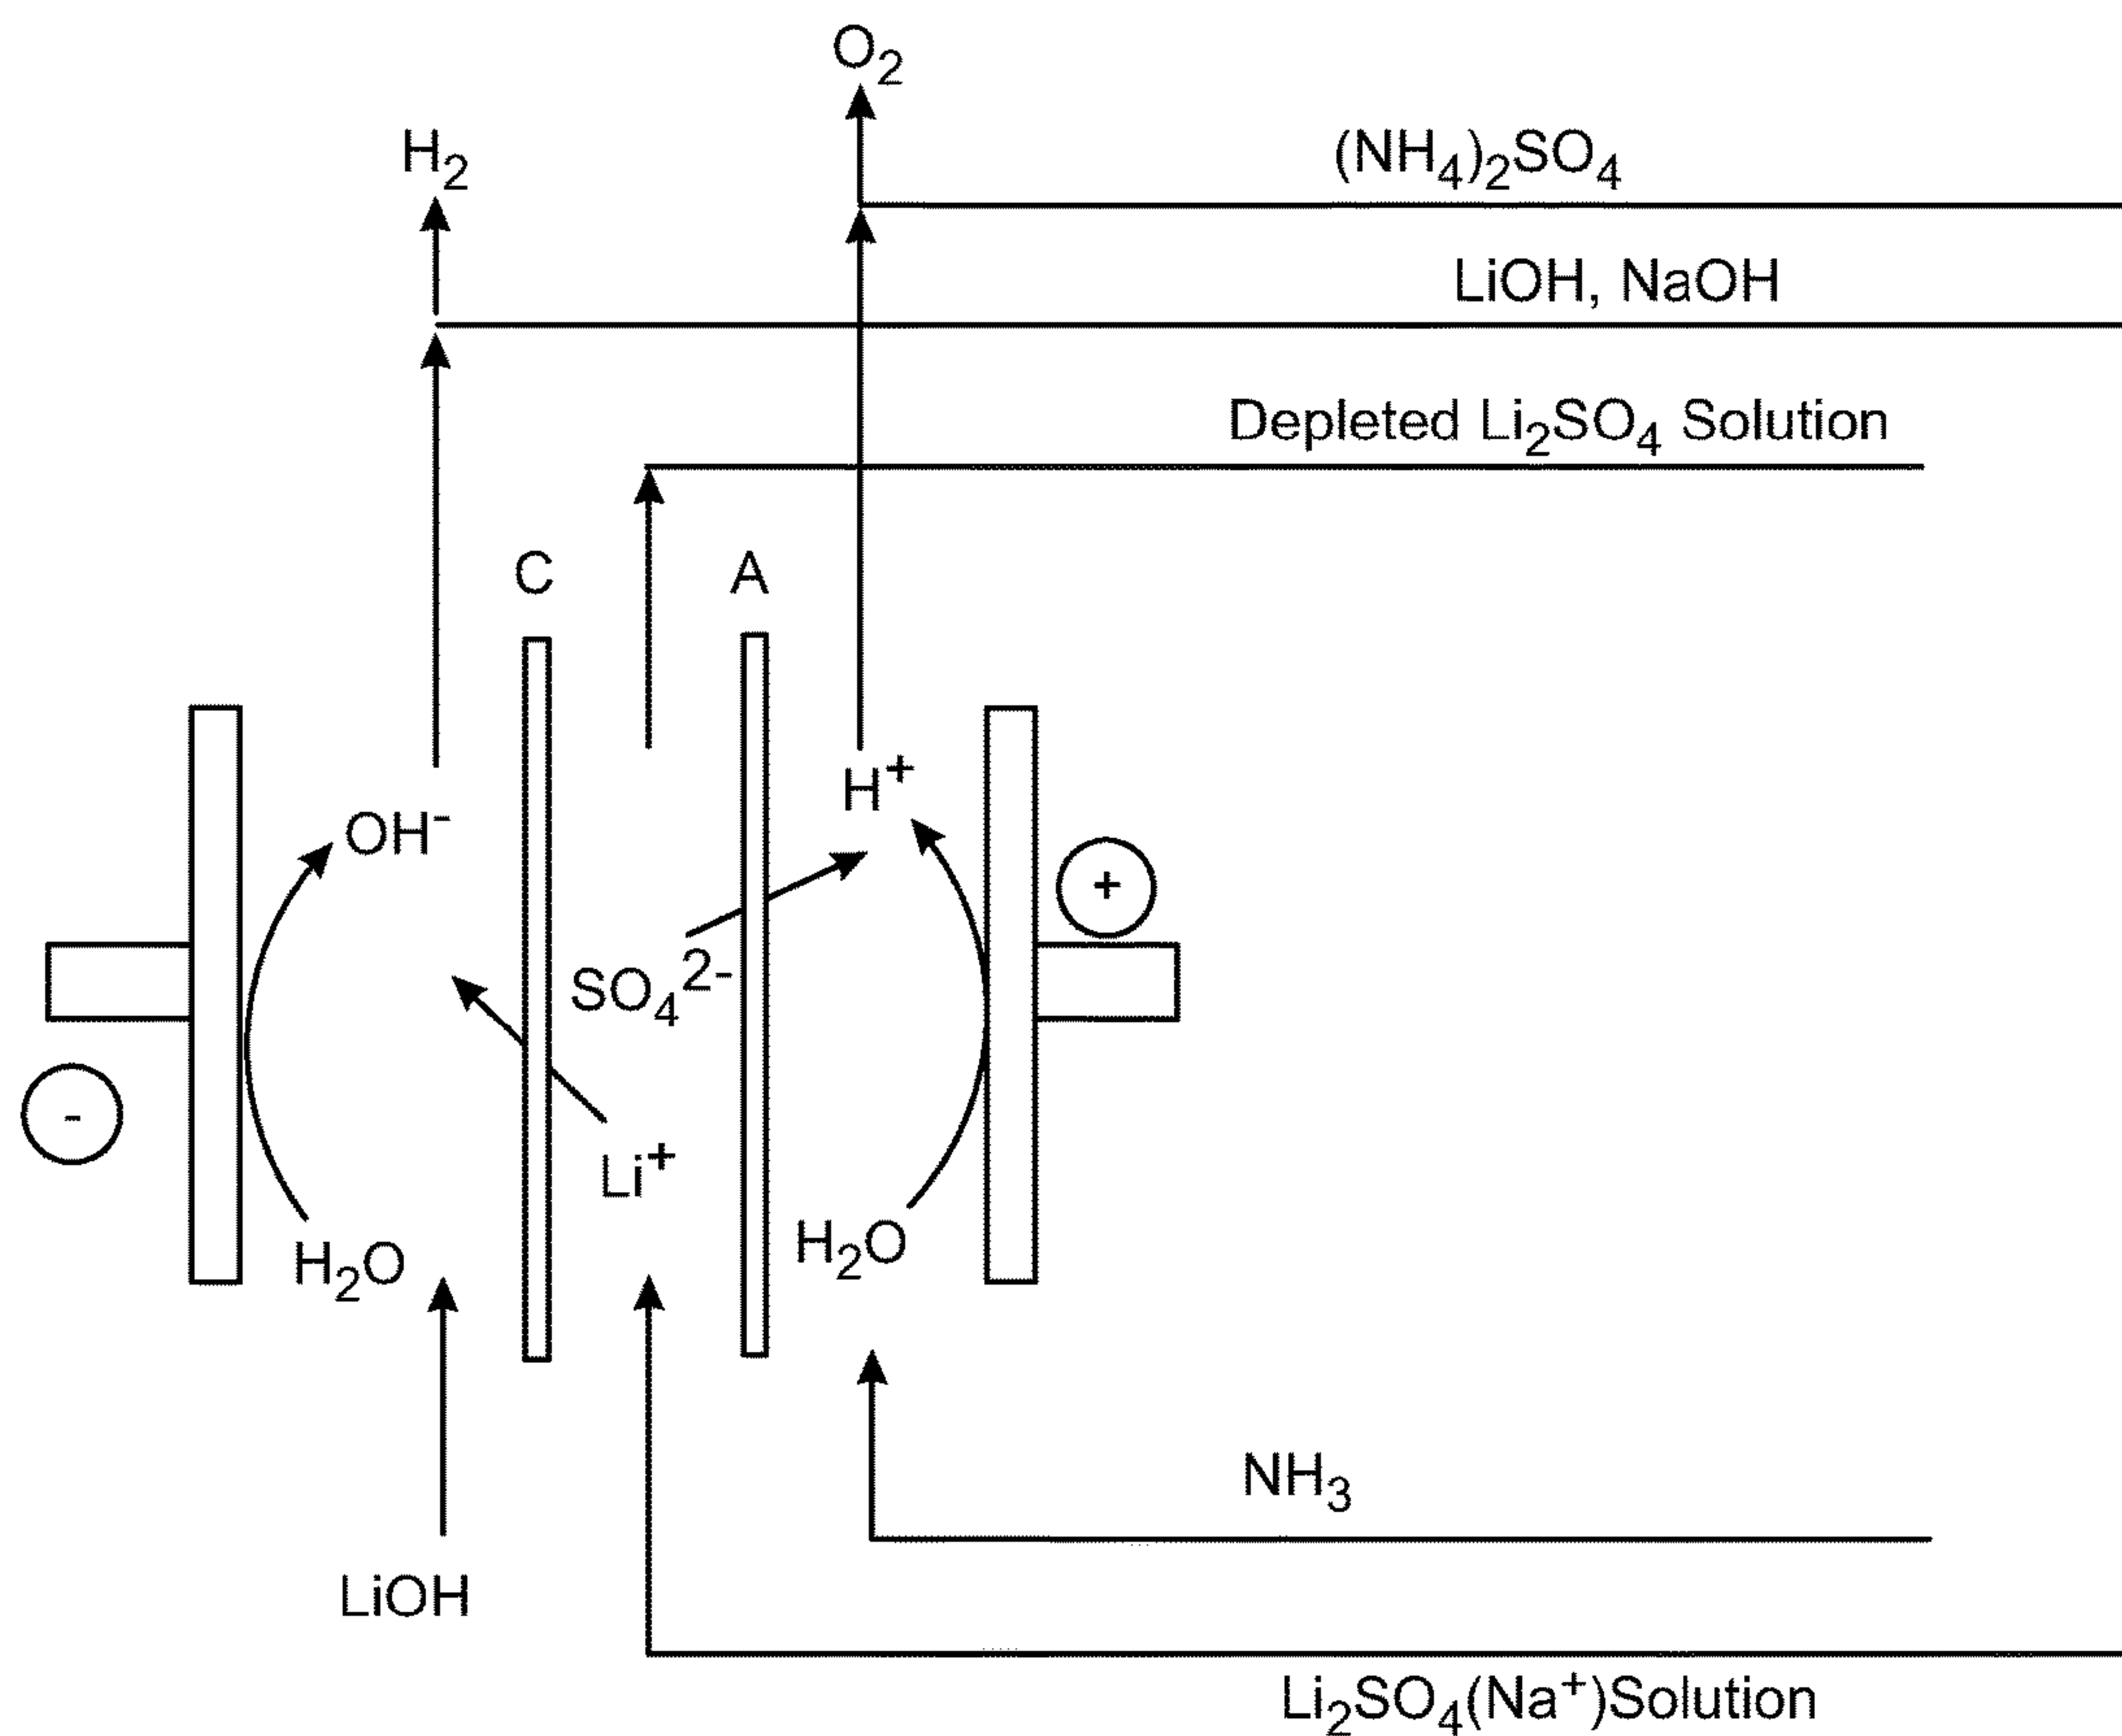 O₂
H₂
(NH₄)₂SO₄
LiOH, NaOH
Depleted Li₂SO₄ Solution
C
A
H⁺
OH⁻
+
SO₄²⁻
-
Li⁺
H₂O
H₂O
NH₃
LiOH
Li₂SO₄(Na⁺)Solution